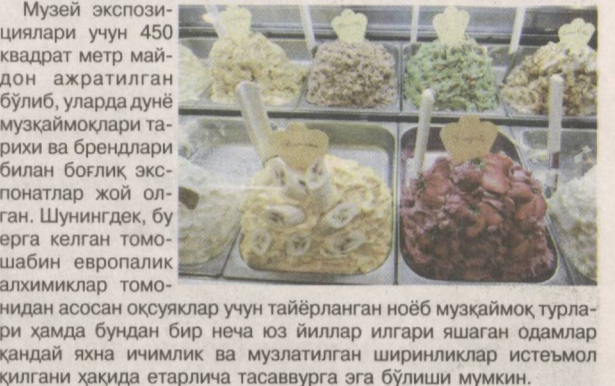 Музей экспози-
циялари учун 450
квадрат метр май-
дон ажратилган
бўлиб, уларда дунё
музқаймоқлари та-
рихи ва брендлари
билан боғлиқ экс-
понатлар жой ол-
ган. Шунингдек, бу
ерга келган томо-
шабин европалик
алхимиклар томо-
нидан асосан оқсуяклар учун тайёрланган ноёб музқаймоқ турла-
ри ҳамда бундан бир неча юз йиллар илгари яшаган одамлар
қандай яхна ичимлик ва музлатилган ширинликлар истеъмол
қилгани ҳақида етарлича тасаввурга эга бўлиши мумкин.